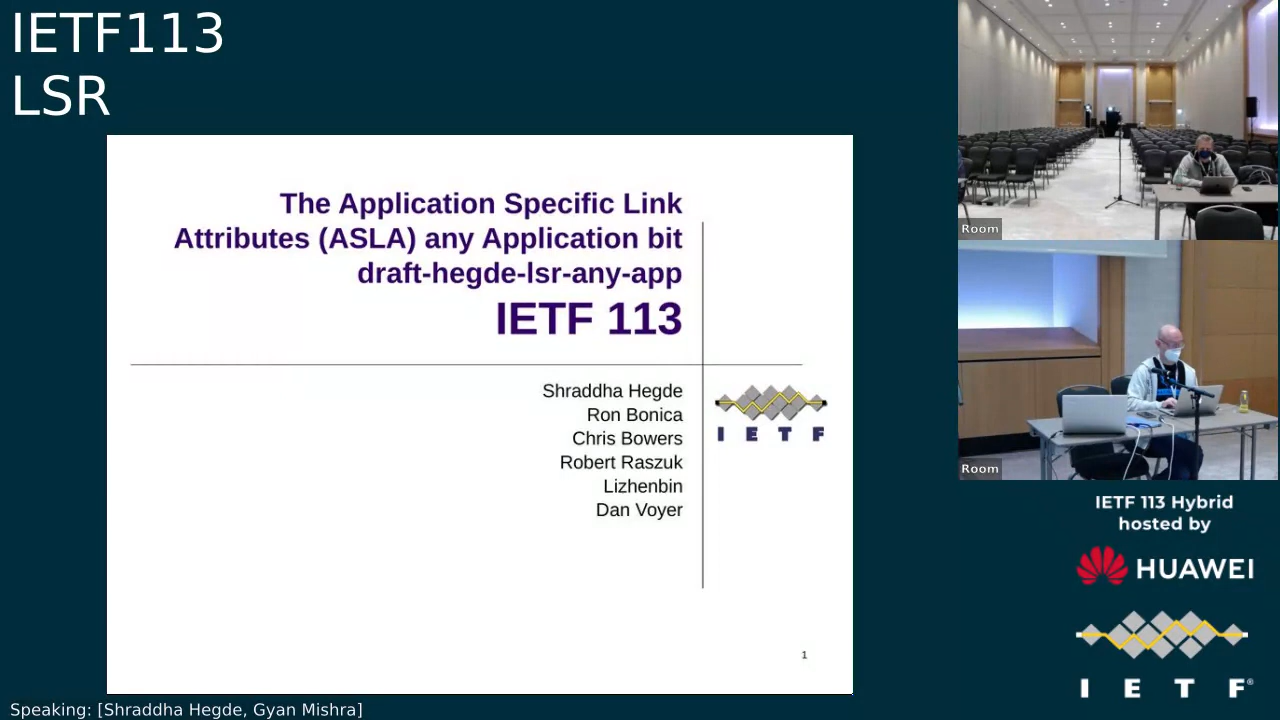 IETF113
LSR
The Application Specific Link
Attributes (ASLA) any Application bit
draft-hegde-lsr-any-app
IETF 113
Shraddha Hegde
Ron Bonica
Chris Bowers
Robert Raszuk
Lizhenbin
Dan Voyer
I E T F
1
Room
Room
IETF 113 Hybrid
hosted by
HUAWEI
I E T F®
Speaking: [Shraddha Hegde, Gyan Mishra]